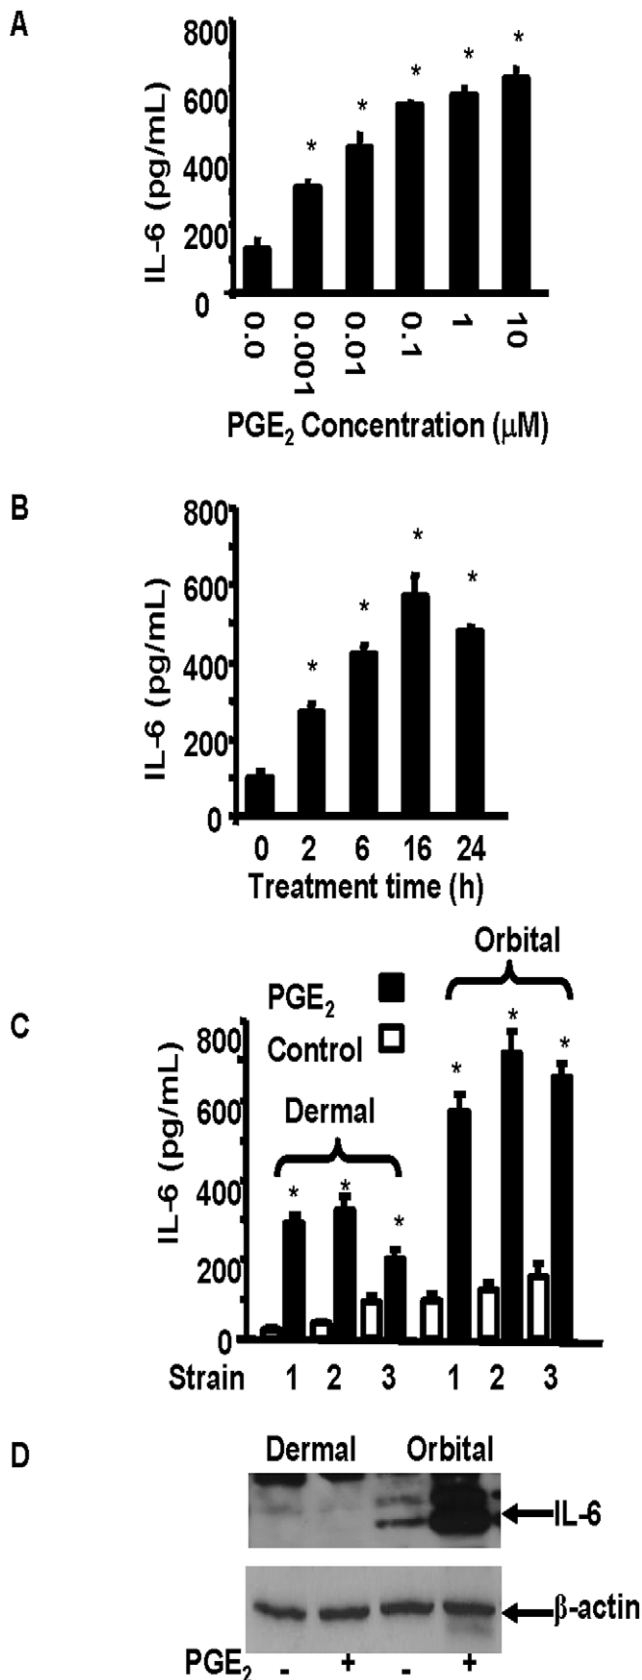 A
800
600
400
200
0
IL-6 (pg/mL)
* * * * *
0.0 0.001 0.01 0.1 1 10
PGE₂ Concentration (μM)
B
800
600
400
200
0
IL-6 (pg/mL)
* * * *
0 2 6 16 24
Treatment time (h)
C
Orbital
PGE₂
Control
Dermal
800
600
400
200
0
IL-6 (pg/mL)
* * * * * *
Strain 1 2 3 1 2 3
D
Dermal Orbital
IL-6
β-actin
PGE₂ - + - +